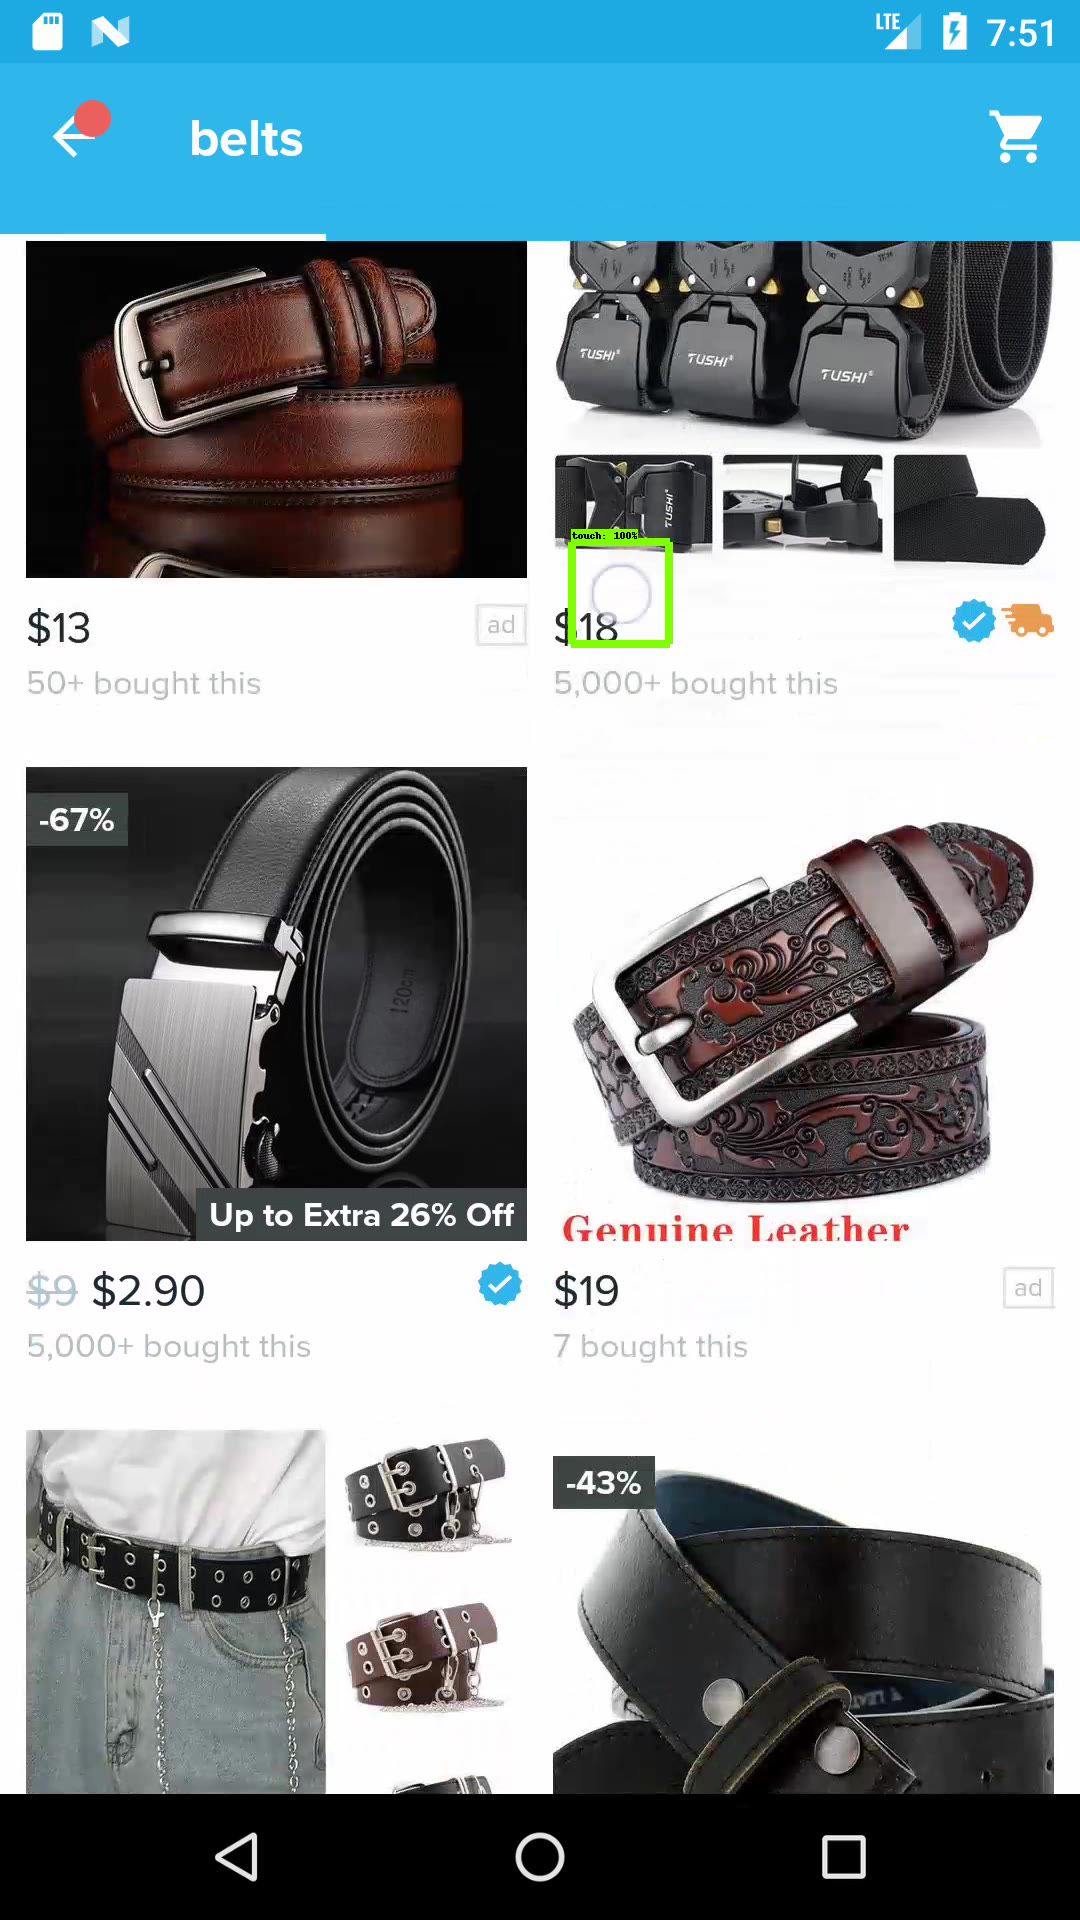 LTE 7:51
belts
TUSHI
TUSHI
TUSHI
TUSHI
touch: 100%
$13 ad
50+ bought this
$18
5,000+ bought this
-67%
120cm
Up to Extra 26% Off
$9 $2.90
5,000+ bought this
Genuine Leather
$19 ad
7 bought this
-43%